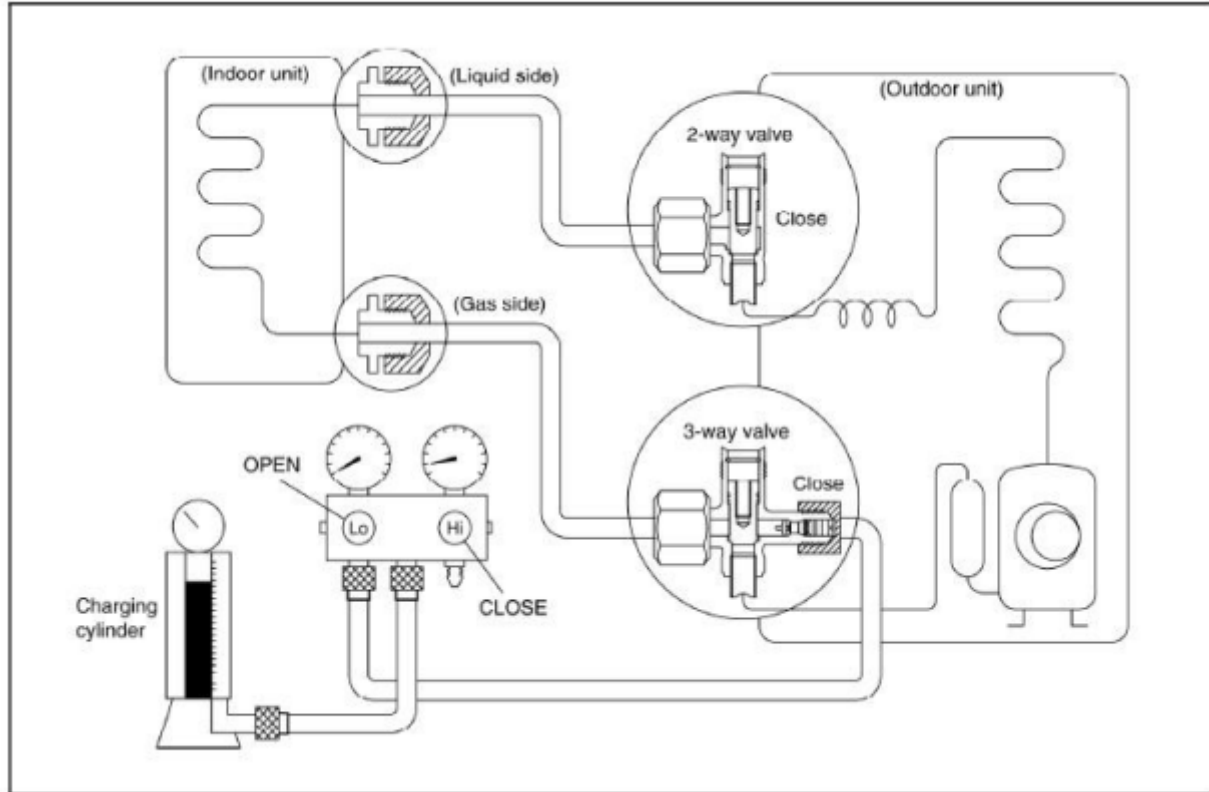 (Indoor unit)
(Liquid side)
(Outdoor unit)
2-way valve
Close
(Gas side)
3-way valve
Close
OPEN
Lo
Hi
CLOSE
Charging
cylinder